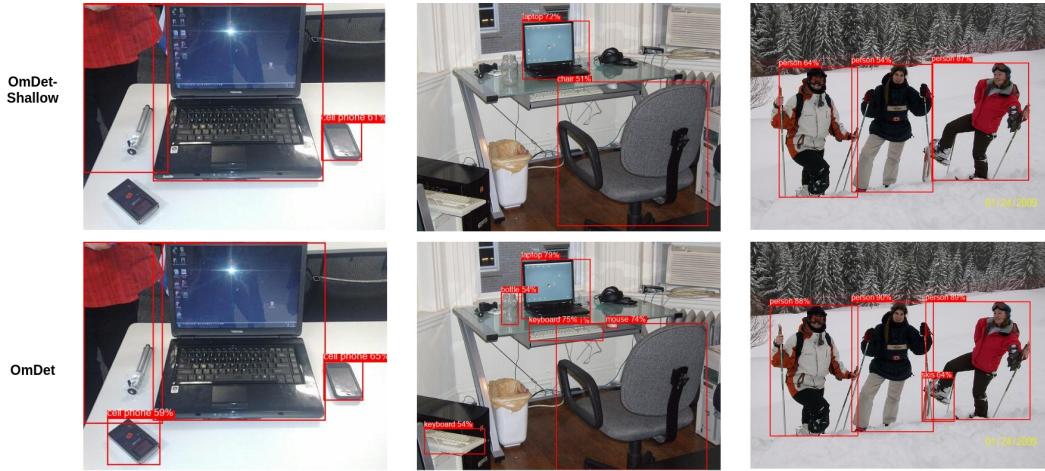 OmDet-
Shallow
cell phone 61%
laptop 72%
chair 51%
person 64%
person 54%
person 87%
01/24/2009
OmDet
cell phone 65%
cell phone 59%
laptop 79%
bottle 54%
keyboard 75%
mouse 74%
keyboard 54%
person 88%
person 90%
person 89%
skis 64%
01/24/2009